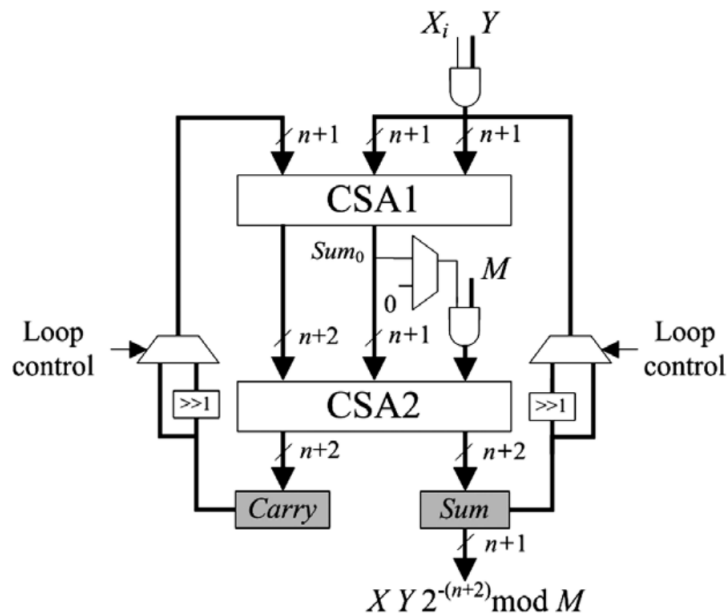 X_i Y
n+1 n+1 n+1
CSA1
Sum_0
M
0
Loop control
n+2 n+1
Loop control
>>1
CSA2
>>1
n+2 n+2
Carry
Sum
n+1
X Y 2^{-(n+2)} mod M